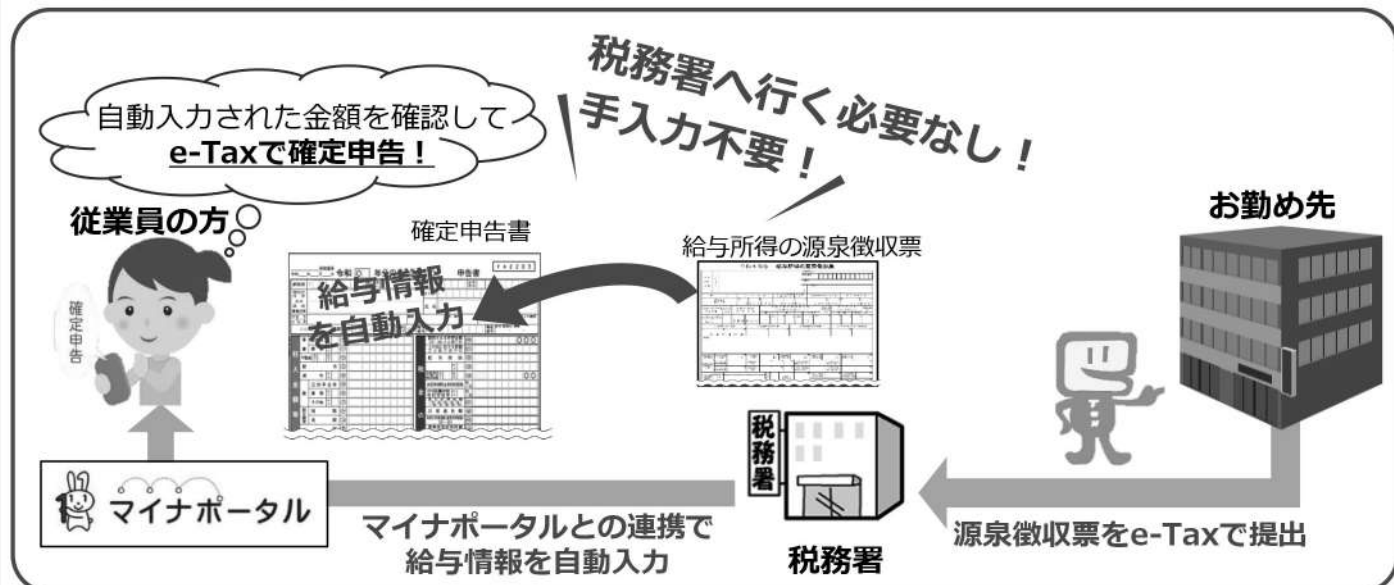 税務署へ行く必要なし！
手入力不要！
自動入力された金額を確認して
e-Taxで確定申告！
従業員の方
確定申告
確定申告書
給与情報
を自動入力
給与所得の源泉徴収票
お勤め先
税務署
マイナポータル
マイナポータルとの連携で
給与情報を自動入力
税務署
源泉徴収票をe-Taxで提出